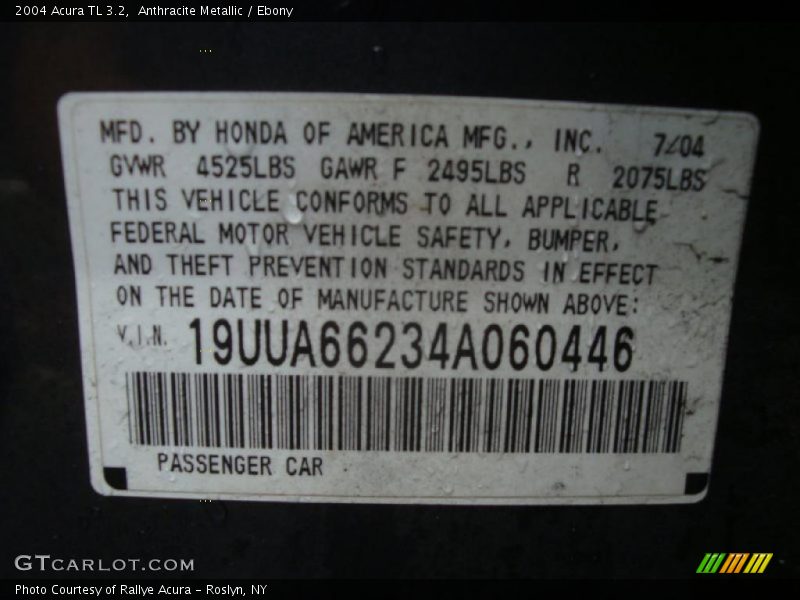 2004 Acura TL 3.2,  Anthracite Metallic / Ebony
MFD. BY HONDA OF AMERICA MFG., INC. 7/04
GVWR 4525LBS GAWR F 2495LBS R 2075LBS
THIS VEHICLE CONFORMS TO ALL APPLICABLE
FEDERAL MOTOR VEHICLE SAFETY, BUMPER,
AND THEFT PREVENTION STANDARDS IN EFFECT
ON THE DATE OF MANUFACTURE SHOWN ABOVE:
V.I.N. 19UUA66234A060446
PASSENGER CAR
GTCARLOT.COM
Photo Courtesy of Rallye Acura - Roslyn, NY